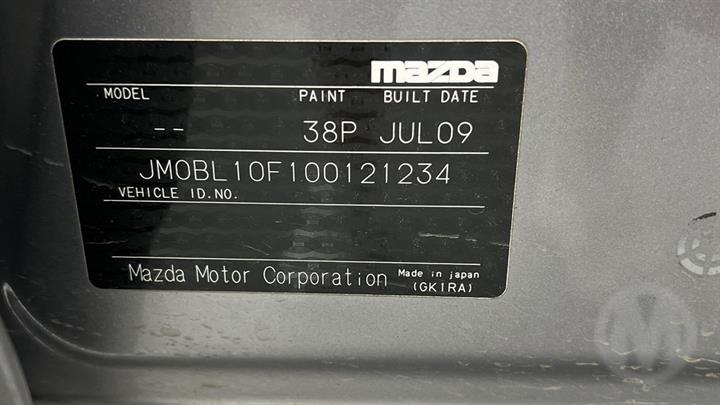 mazda
MODEL PAINT BUILT DATE
-- 38P JUL09
JM0BL10F100121234
VEHICLE ID.NO.
Mazda Motor Corporation Made in japan
(GK1RA)
M